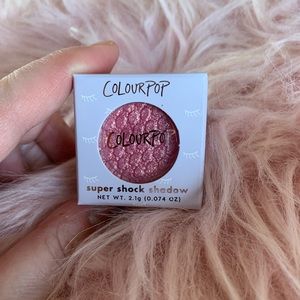 COLOURPOP
COLOURPOP
super shock shadow
NET WT. 2.1g (0.074 OZ)